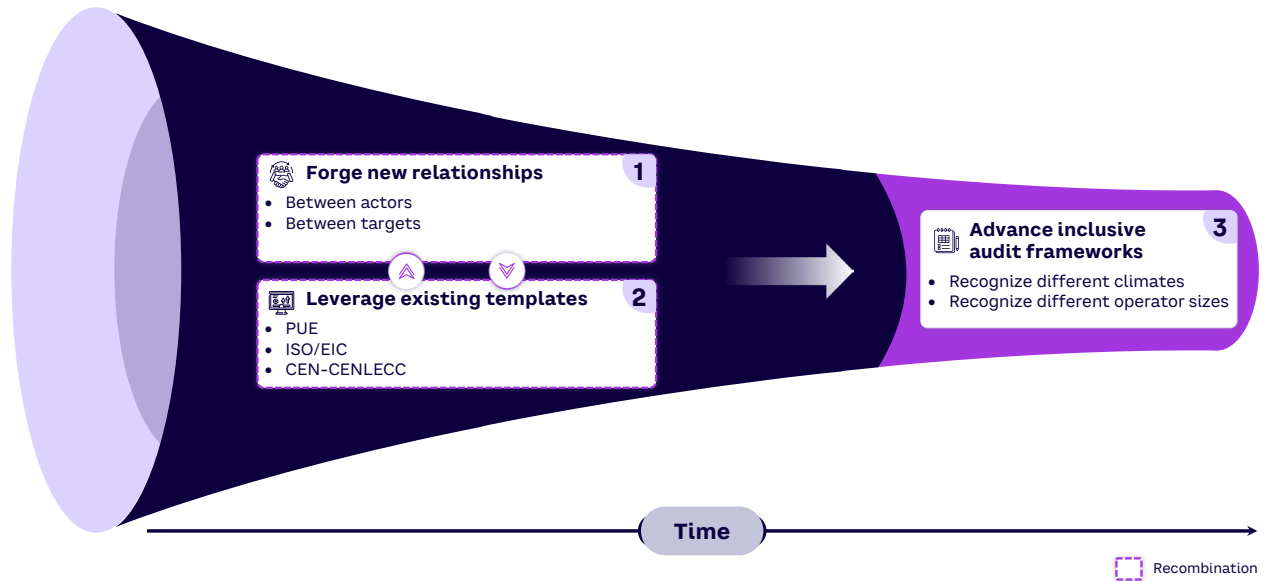 1
Forge new relationships
• Between actors
• Between targets
2
Leverage existing templates
• PUE
• ISO/EIC
• CEN-CENLECC
3
Advance inclusive
audit frameworks
• Recognize different climates
• Recognize different operator sizes
Time
Recombination